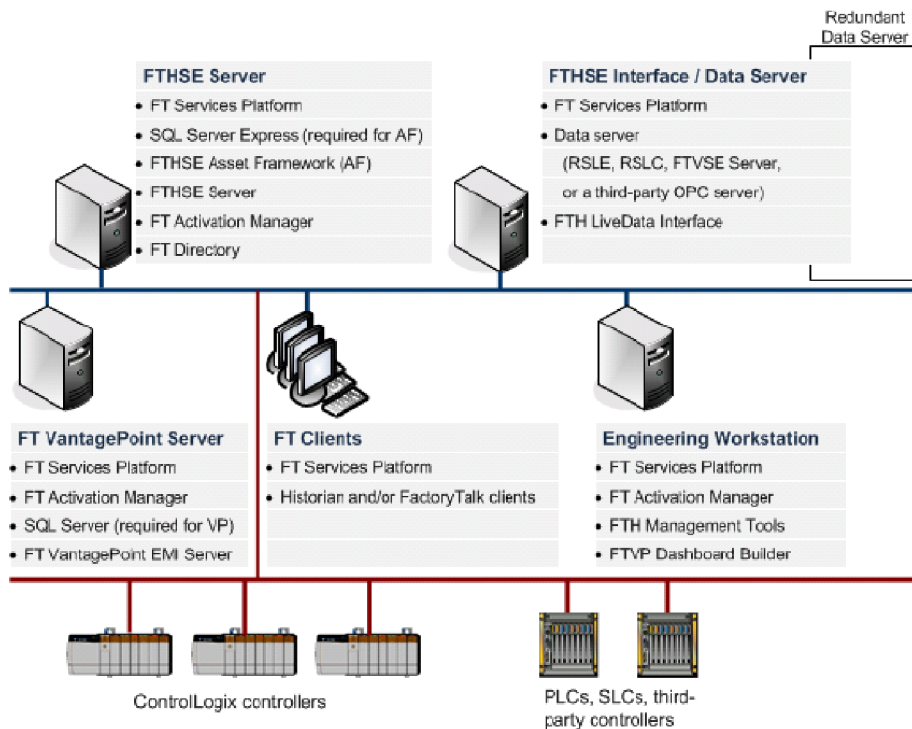 Redundant
Data Server
FTHSE Server
• FT Services Platform
• SQL Server Express (required for AF)
• FTHSE Asset Framework (AF)
• FTHSE Server
• FT Activation Manager
• FT Directory
FTHSE Interface / Data Server
• FT Services Platform
• Data server
(RSLE, RSLC, FTVSE Server,
or a third-party OPC server)
• FTH LiveData Interface
FT VantagePoint Server
• FT Services Platform
• FT Activation Manager
• SQL Server (required for VP)
• FT VantagePoint EMI Server
FT Clients
• FT Services Platform
• Historian and/or FactoryTalk clients
Engineering Workstation
• FT Services Platform
• FT Activation Manager
• FTH Management Tools
• FTVP Dashboard Builder
ControlLogix controllers
PLCs, SLCs, third-
party controllers